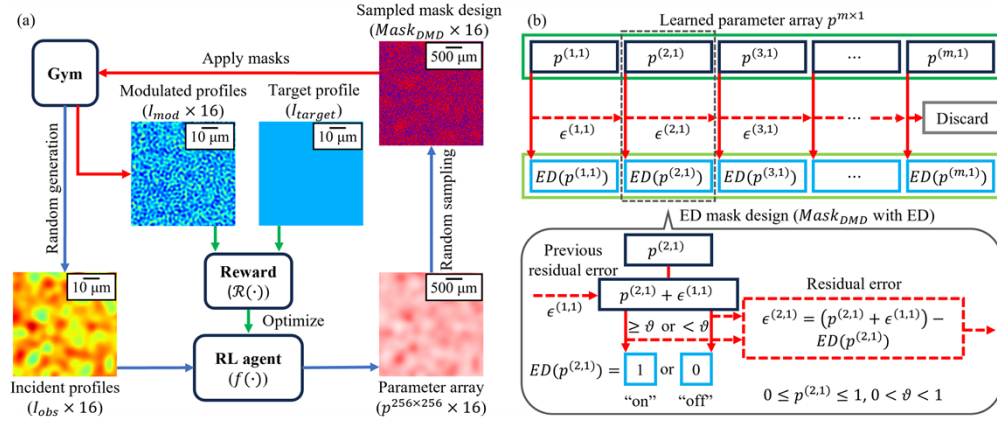 (a)
Sampled mask design
(Mask_DMD × 16)
500 μm
Apply masks
Gym
Modulated profiles
(I_mod × 16)
10 μm
Target profile
(I_target)
10 μm
Random generation
Random sampling
Reward
(ℛ(·))
Optimize
10 μm
500 μm
RL agent
(f(·))
Incident profiles
(I_obs × 16)
Parameter array
(p^{256×256} × 16)
(b)
Learned parameter array p^{m×1}
p^{(1,1)} p^{(2,1)} p^{(3,1)} ... p^{(m,1)}
ϵ^{(1,1)} ϵ^{(2,1)} ϵ^{(3,1)} ... Discard
ED(p^{(1,1)}) ED(p^{(2,1)}) ED(p^{(3,1)}) ED(p^{(m,1)})
ED mask design (Mask_DMD with ED)
p^{(2,1)}
Previous
residual error
ϵ^{(1,1)}
p^{(2,1)} + ϵ^{(1,1)}
≥ ϑ or < ϑ
Residual error
ϵ^{(2,1)} = (p^{(2,1)} + ϵ^{(1,1)}) −
ED(p^{(2,1)})
ED(p^{(2,1)}) = 1 or 0
"on" "off"
0 ≤ p^{(2,1)} ≤ 1, 0 < ϑ < 1